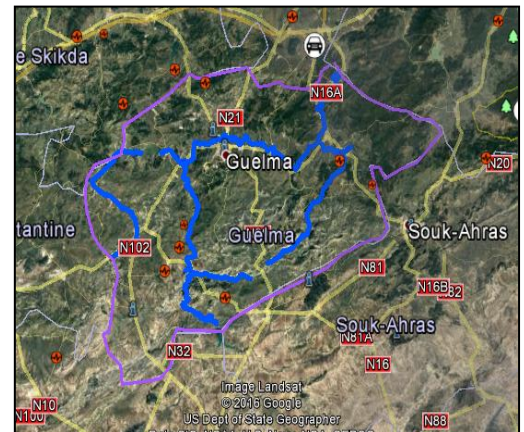 e Skikda
N16A
N21
Guelma
N20
tantine
Guelma
Souk-Ahras
N102
N81
N16B
Souk-Ahras
N81A
N32
N16
Image Landsat
© 2016 Google
N10
US Dept of State Geographer
N100
N88